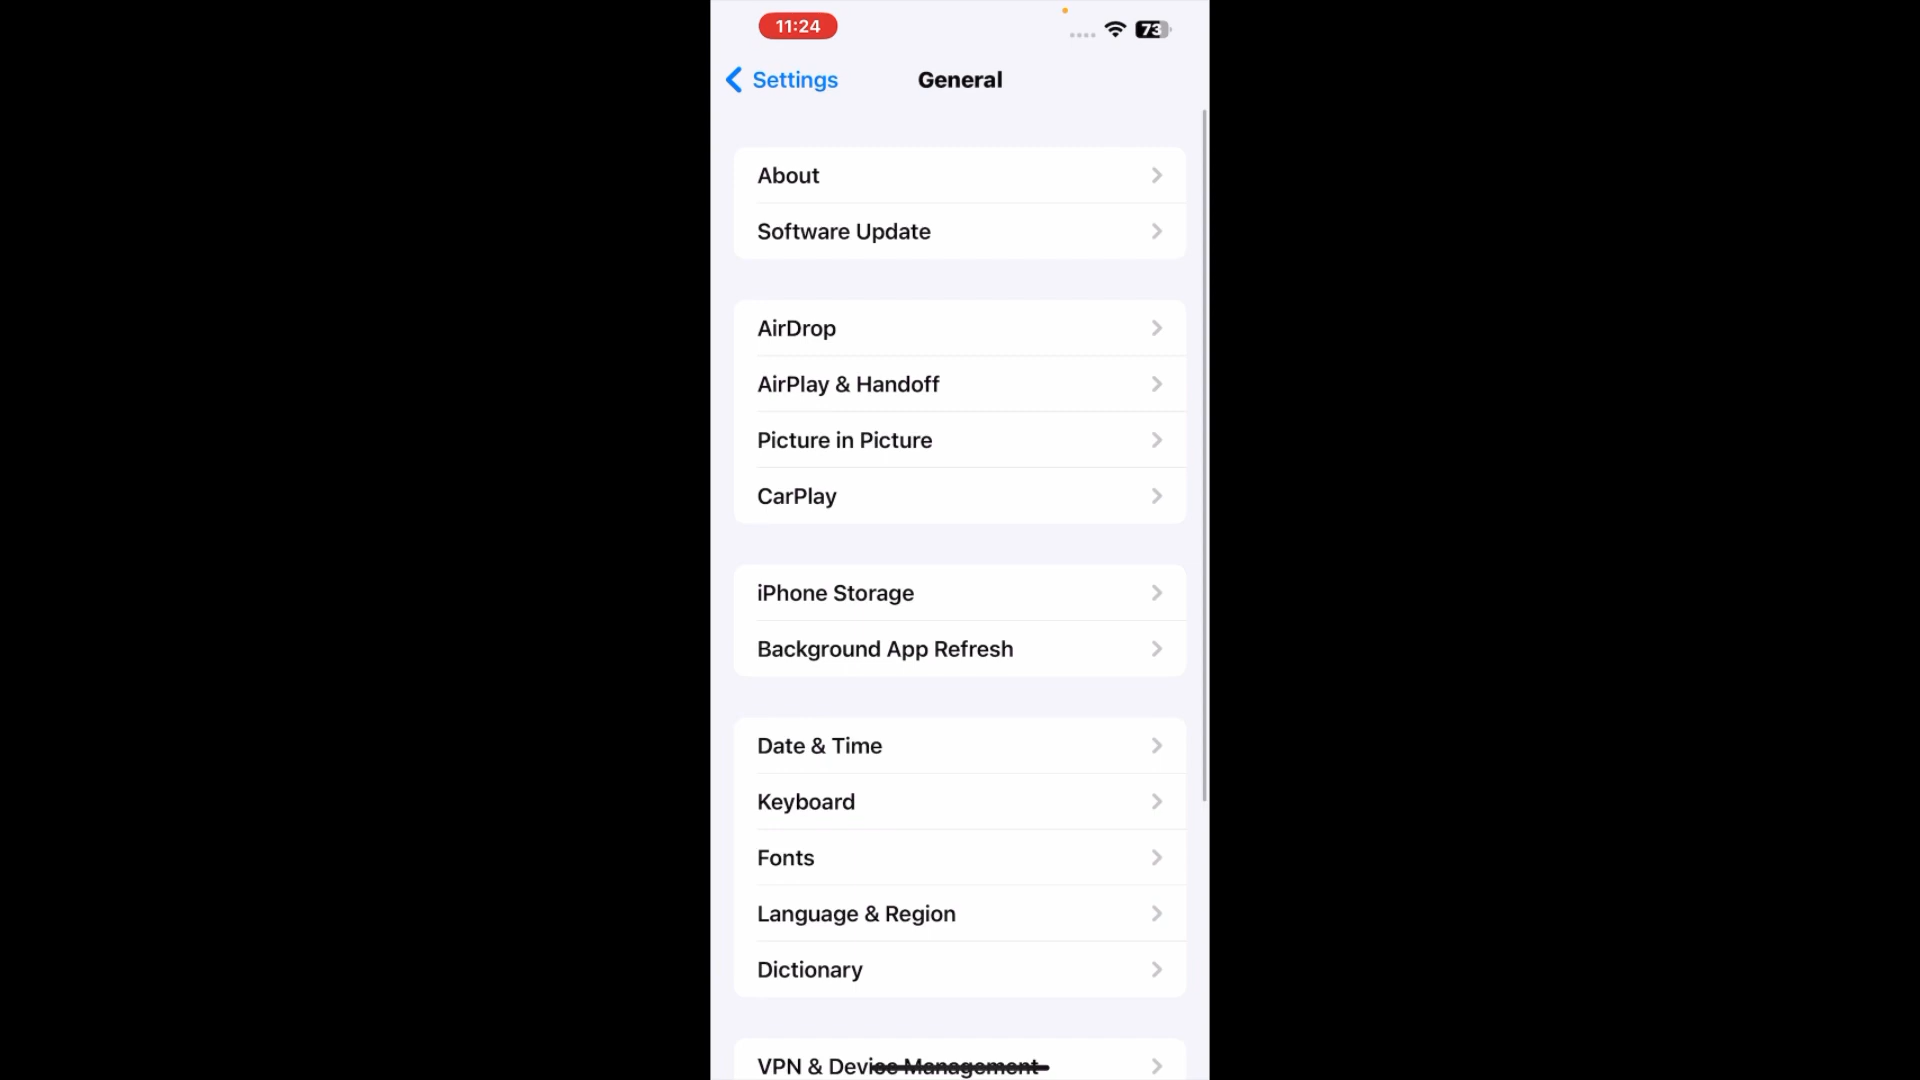 11:24
73
Settings
General
About
Software Update
AirDrop
AirPlay & Handoff
Picture in Picture
CarPlay
iPhone Storage
Background App Refresh
Date & Time
Keyboard
Fonts
Language & Region
Dictionary
VPN & Device Management